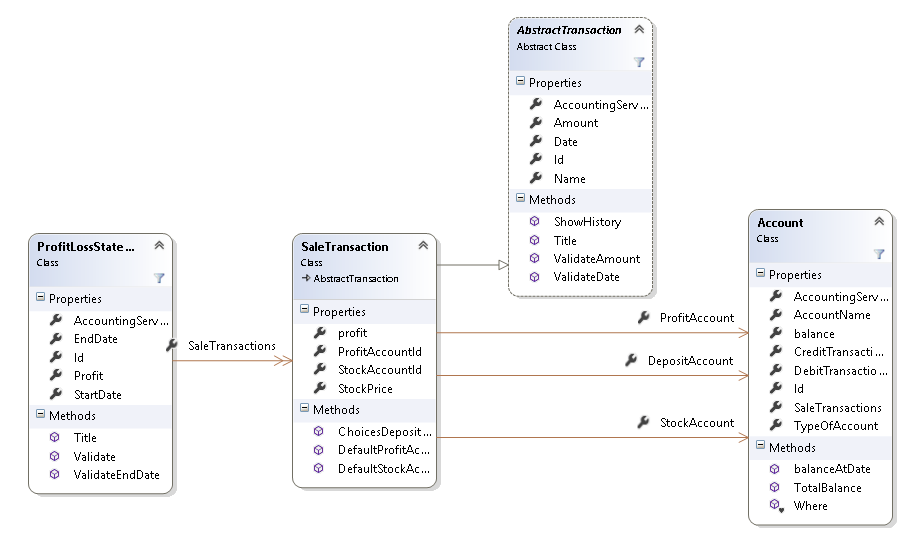 AbstractTransaction
Abstract Class
Properties
AccountingServ...
Amount
Date
Id
Name
Methods
ShowHistory
Title
ValidateAmount
ValidateDate
ProfitLossState ...
Class
Properties
AccountingServ...
EndDate
Id
Profit
StartDate
Methods
Title
Validate
ValidateEndDate
SaleTransactions
SaleTransaction
Class
AbstractTransaction
Properties
profit
ProfitAccountId
StockAccountId
StockPrice
Methods
ChoicesDeposit...
DefaultProfitAc...
DefaultStockAc...
ProfitAccount
DepositAccount
StockAccount
Account
Class
Properties
AccountingServ...
AccountName
balance
CreditTransacti...
DebitTransactio...
Id
SaleTransactions
TypeOfAccount
Methods
balanceAtDate
TotalBalance
Where